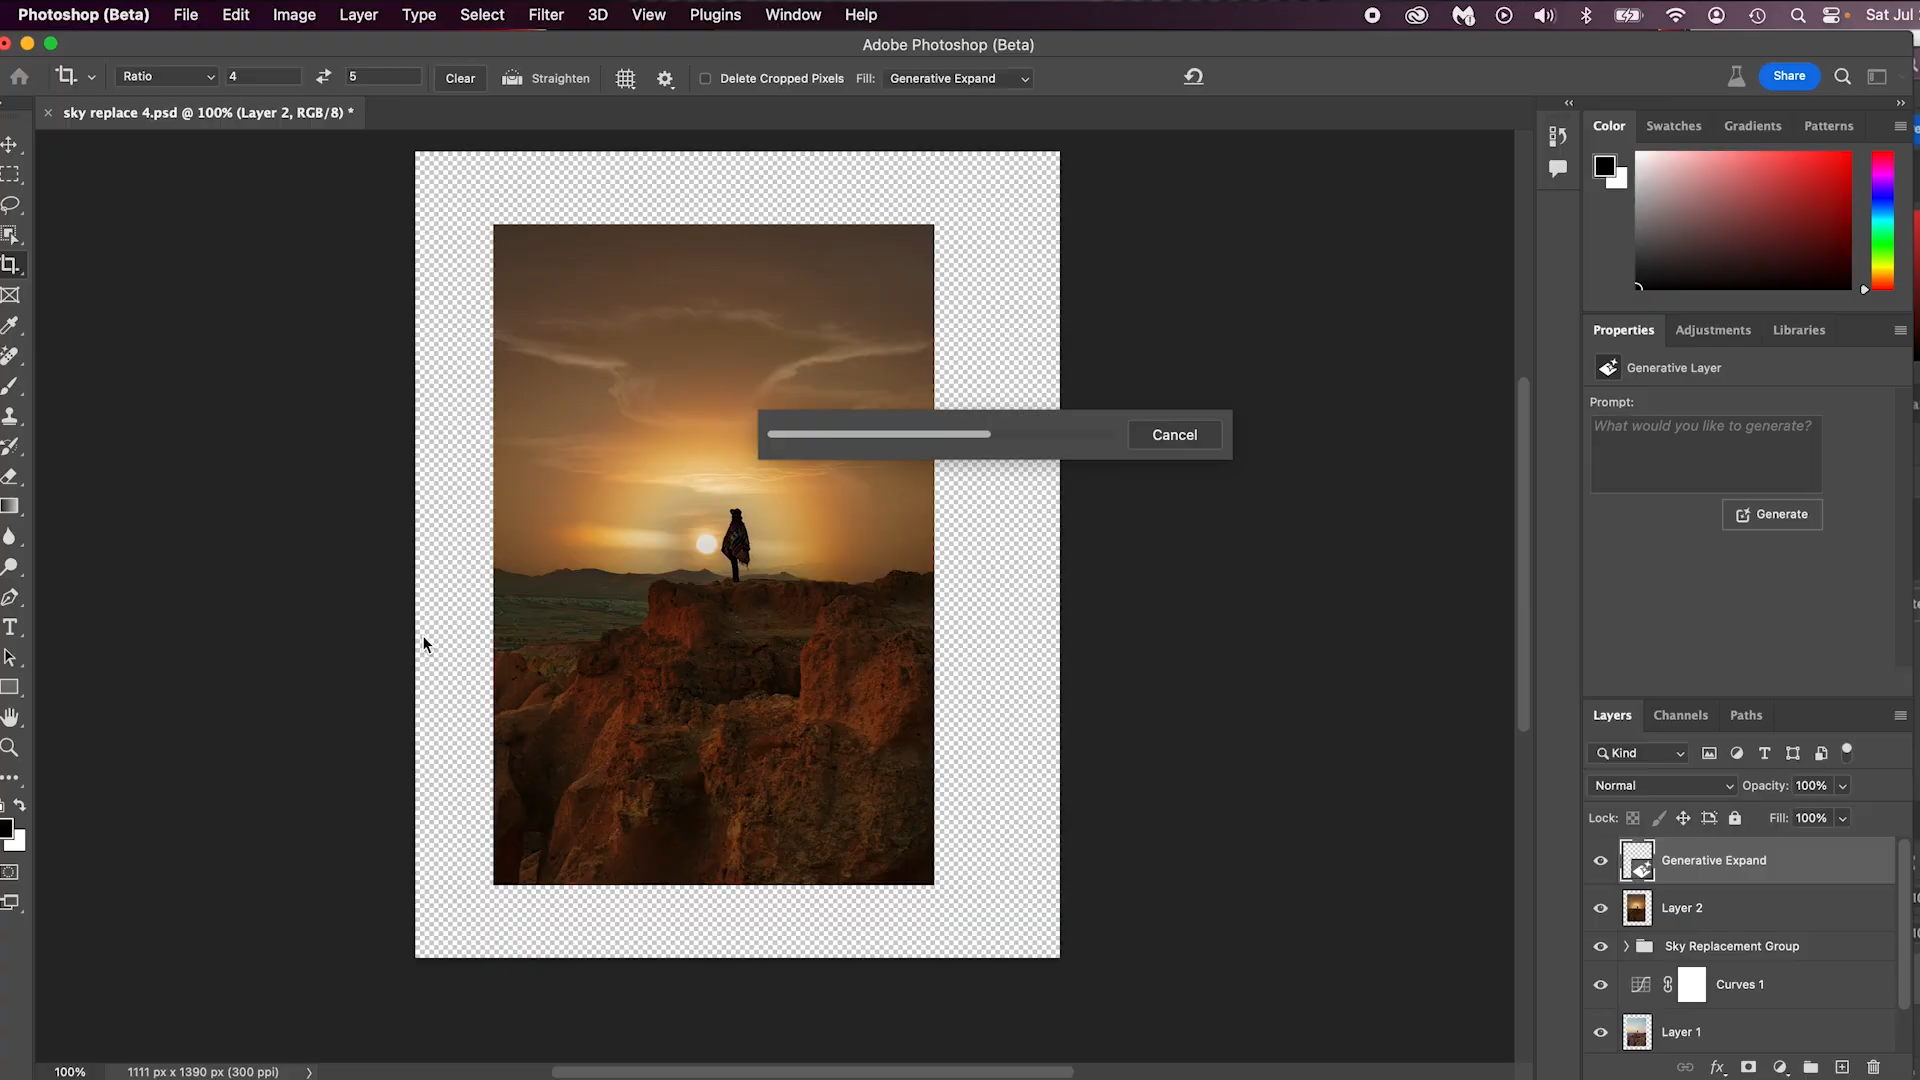 Photoshop (Beta) File Edit Image Layer Type Select Filter 3D View Plugins Window Help Sat Jul
Adobe Photoshop (Beta)
Ratio 4 5 Clear Straighten Delete Cropped Pixels Fill: Generative Expand Share
sky replace 4.psd @ 100% (Layer 2, RGB/8) *
Color Swatches Gradients Patterns
Properties Adjustments Libraries
Generative Layer
Prompt:
What would you like to generate?
Cancel
Generate
Layers Channels Paths
Kind
Normal Opacity: 100%
Lock: Fill: 100%
Generative Expand
Layer 2
Sky Replacement Group
Curves 1
Layer 1
100% 1111 px x 1390 px (300 ppi)